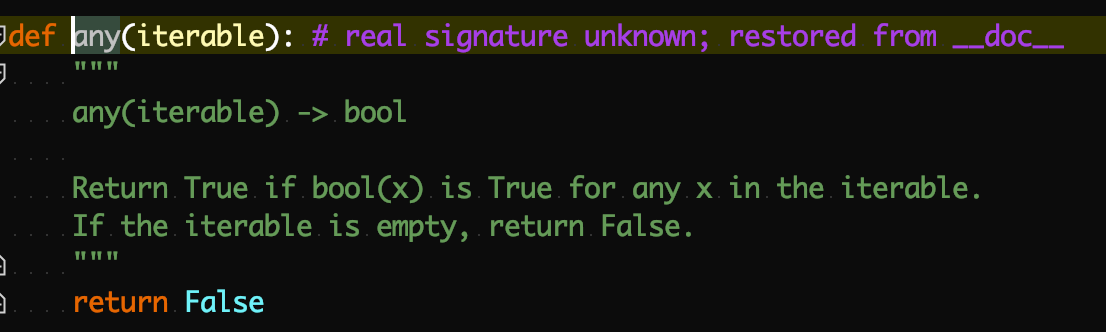 def any(iterable): # real signature unknown; restored from __doc__
"""
any(iterable) -> bool

Return True if bool(x) is True for any x in the iterable.
If the iterable is empty, return False.
"""
return False